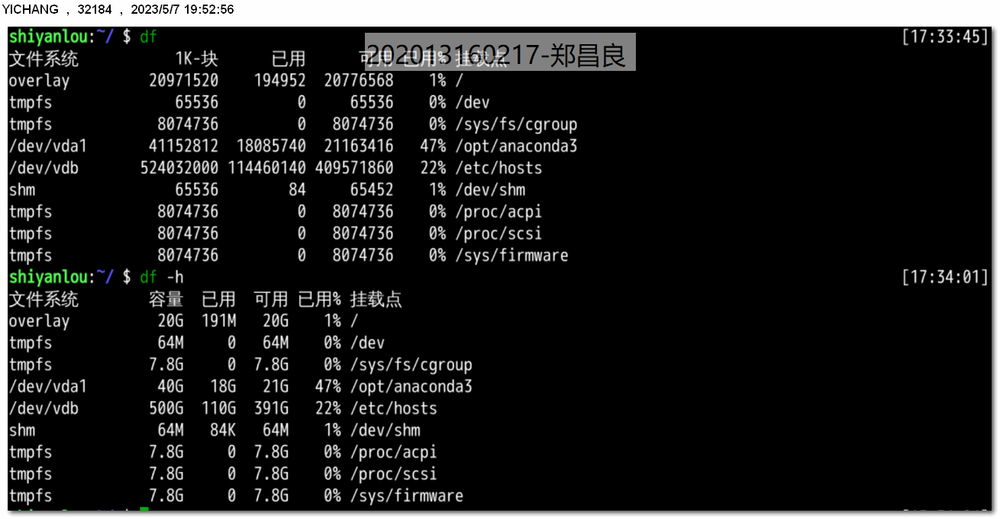 YICHANG , 32184 , 2023/5/7 19:52:56
shiyanlou:~/ $ df [17:33:45]
202013160217-郑昌良
文件系统 1K-块 已用 可用 已用% 挂载点
overlay 20971520 194952 20776568 1% /
tmpfs 65536 0 65536 0% /dev
tmpfs 8074736 0 8074736 0% /sys/fs/cgroup
/dev/vda1 41152812 18085740 21163416 47% /opt/anaconda3
/dev/vdb 524032000 114460140 409571860 22% /etc/hosts
shm 65536 84 65452 1% /dev/shm
tmpfs 8074736 0 8074736 0% /proc/acpi
tmpfs 8074736 0 8074736 0% /proc/scsi
tmpfs 8074736 0 8074736 0% /sys/firmware
shiyanlou:~/ $ df -h [17:34:01]
文件系统 容量 已用 可用 已用% 挂载点
overlay 20G 191M 20G 1% /
tmpfs 64M 0 64M 0% /dev
tmpfs 7.8G 0 7.8G 0% /sys/fs/cgroup
/dev/vda1 40G 18G 21G 47% /opt/anaconda3
/dev/vdb 500G 110G 391G 22% /etc/hosts
shm 64M 84K 64M 1% /dev/shm
tmpfs 7.8G 0 7.8G 0% /proc/acpi
tmpfs 7.8G 0 7.8G 0% /proc/scsi
tmpfs 7.8G 0 7.8G 0% /sys/firmware